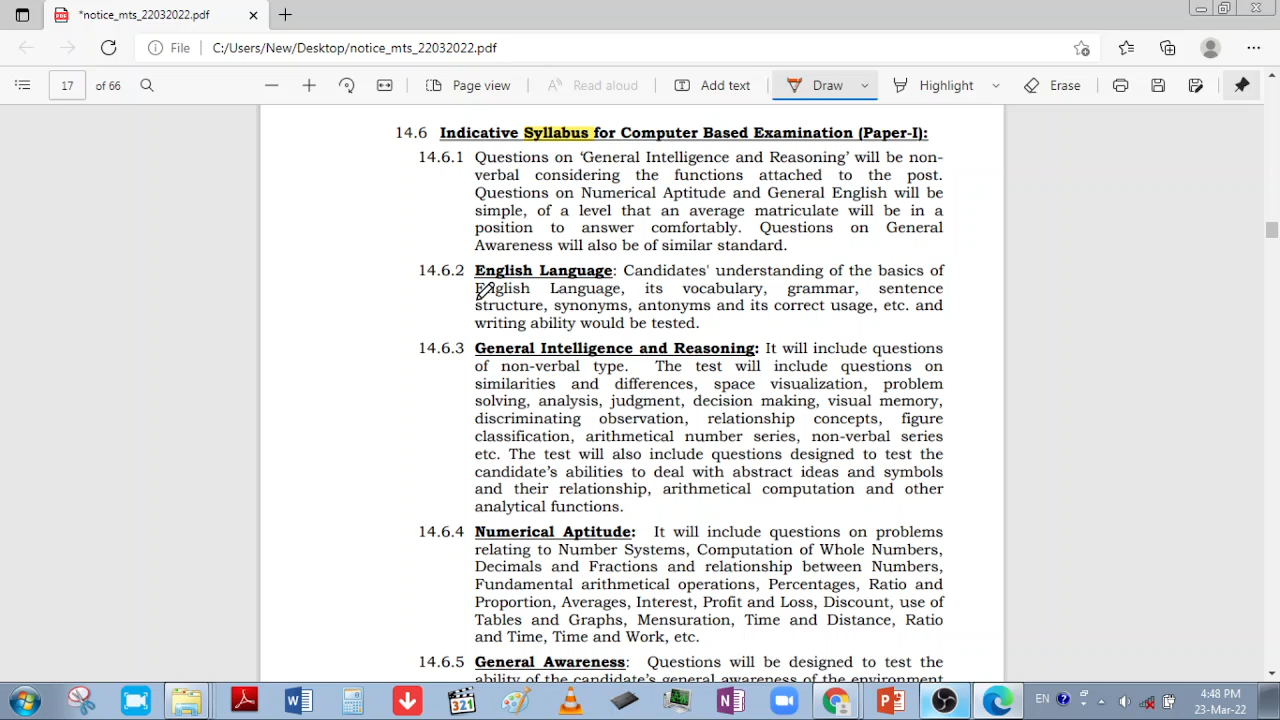 *notice_mts_22032022.pdf
File
C:/Users/New/Desktop/notice_mts_22032022.pdf
17 of 66
Page view
Read aloud
Add text
Draw
Highlight
Erase
14.6 Indicative Syllabus for Computer Based Examination (Paper-I):
14.6.1 Questions on ‘General Intelligence and Reasoning’ will be non-
verbal considering the functions attached to the post.
Questions on Numerical Aptitude and General English will be
simple, of a level that an average matriculate will be in a
position to answer comfortably. Questions on General
Awareness will also be of similar standard.
14.6.2 English Language: Candidates' understanding of the basics of
English Language, its vocabulary, grammar, sentence
structure, synonyms, antonyms and its correct usage, etc. and
writing ability would be tested.
14.6.3 General Intelligence and Reasoning: It will include questions
of non-verbal type. The test will include questions on
similarities and differences, space visualization, problem
solving, analysis, judgment, decision making, visual memory,
discriminating observation, relationship concepts, figure
classification, arithmetical number series, non-verbal series
etc. The test will also include questions designed to test the
candidate’s abilities to deal with abstract ideas and symbols
and their relationship, arithmetical computation and other
analytical functions.
14.6.4 Numerical Aptitude: It will include questions on problems
relating to Number Systems, Computation of Whole Numbers,
Decimals and Fractions and relationship between Numbers,
Fundamental arithmetical operations, Percentages, Ratio and
Proportion, Averages, Interest, Profit and Loss, Discount, use of
Tables and Graphs, Mensuration, Time and Distance, Ratio
and Time, Time and Work, etc.
14.6.5 General Awareness: Questions will be designed to test the
ability of the candidate’s general awareness of the environment
EN
4:48 PM
23-Mar-22